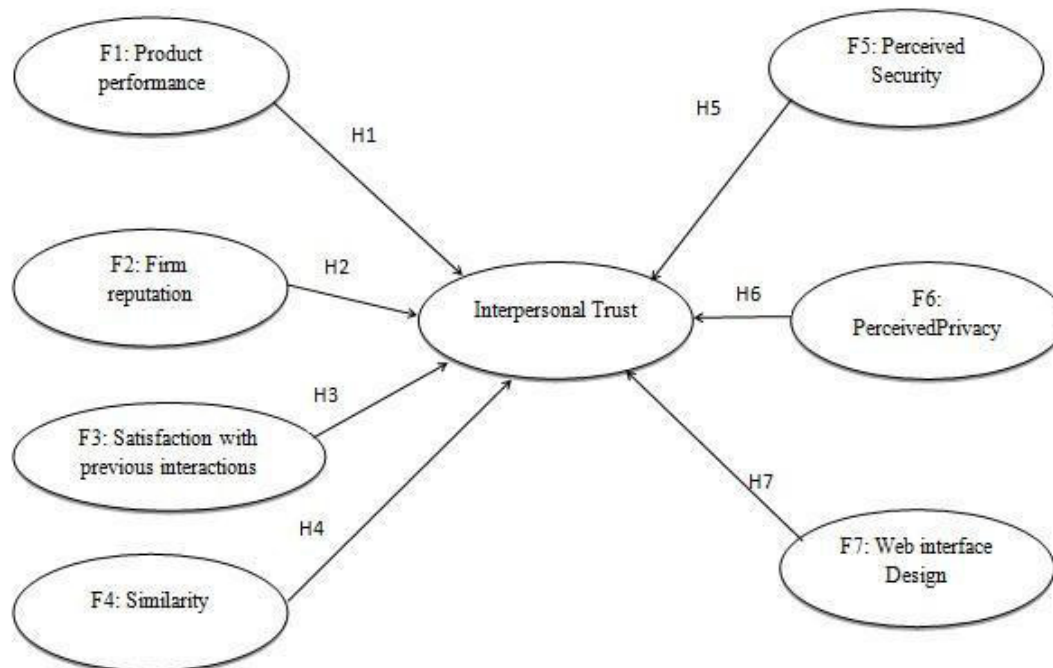 F1: Product
performance
H1
F2: Firm
reputation
H2
F3: Satisfaction with
previous interactions
H3
F4: Similarity
H4
Interpersonal Trust
F5: Perceived
Security
H5
F6:
PerceivedPrivacy
H6
F7: Web interface
Design
H7